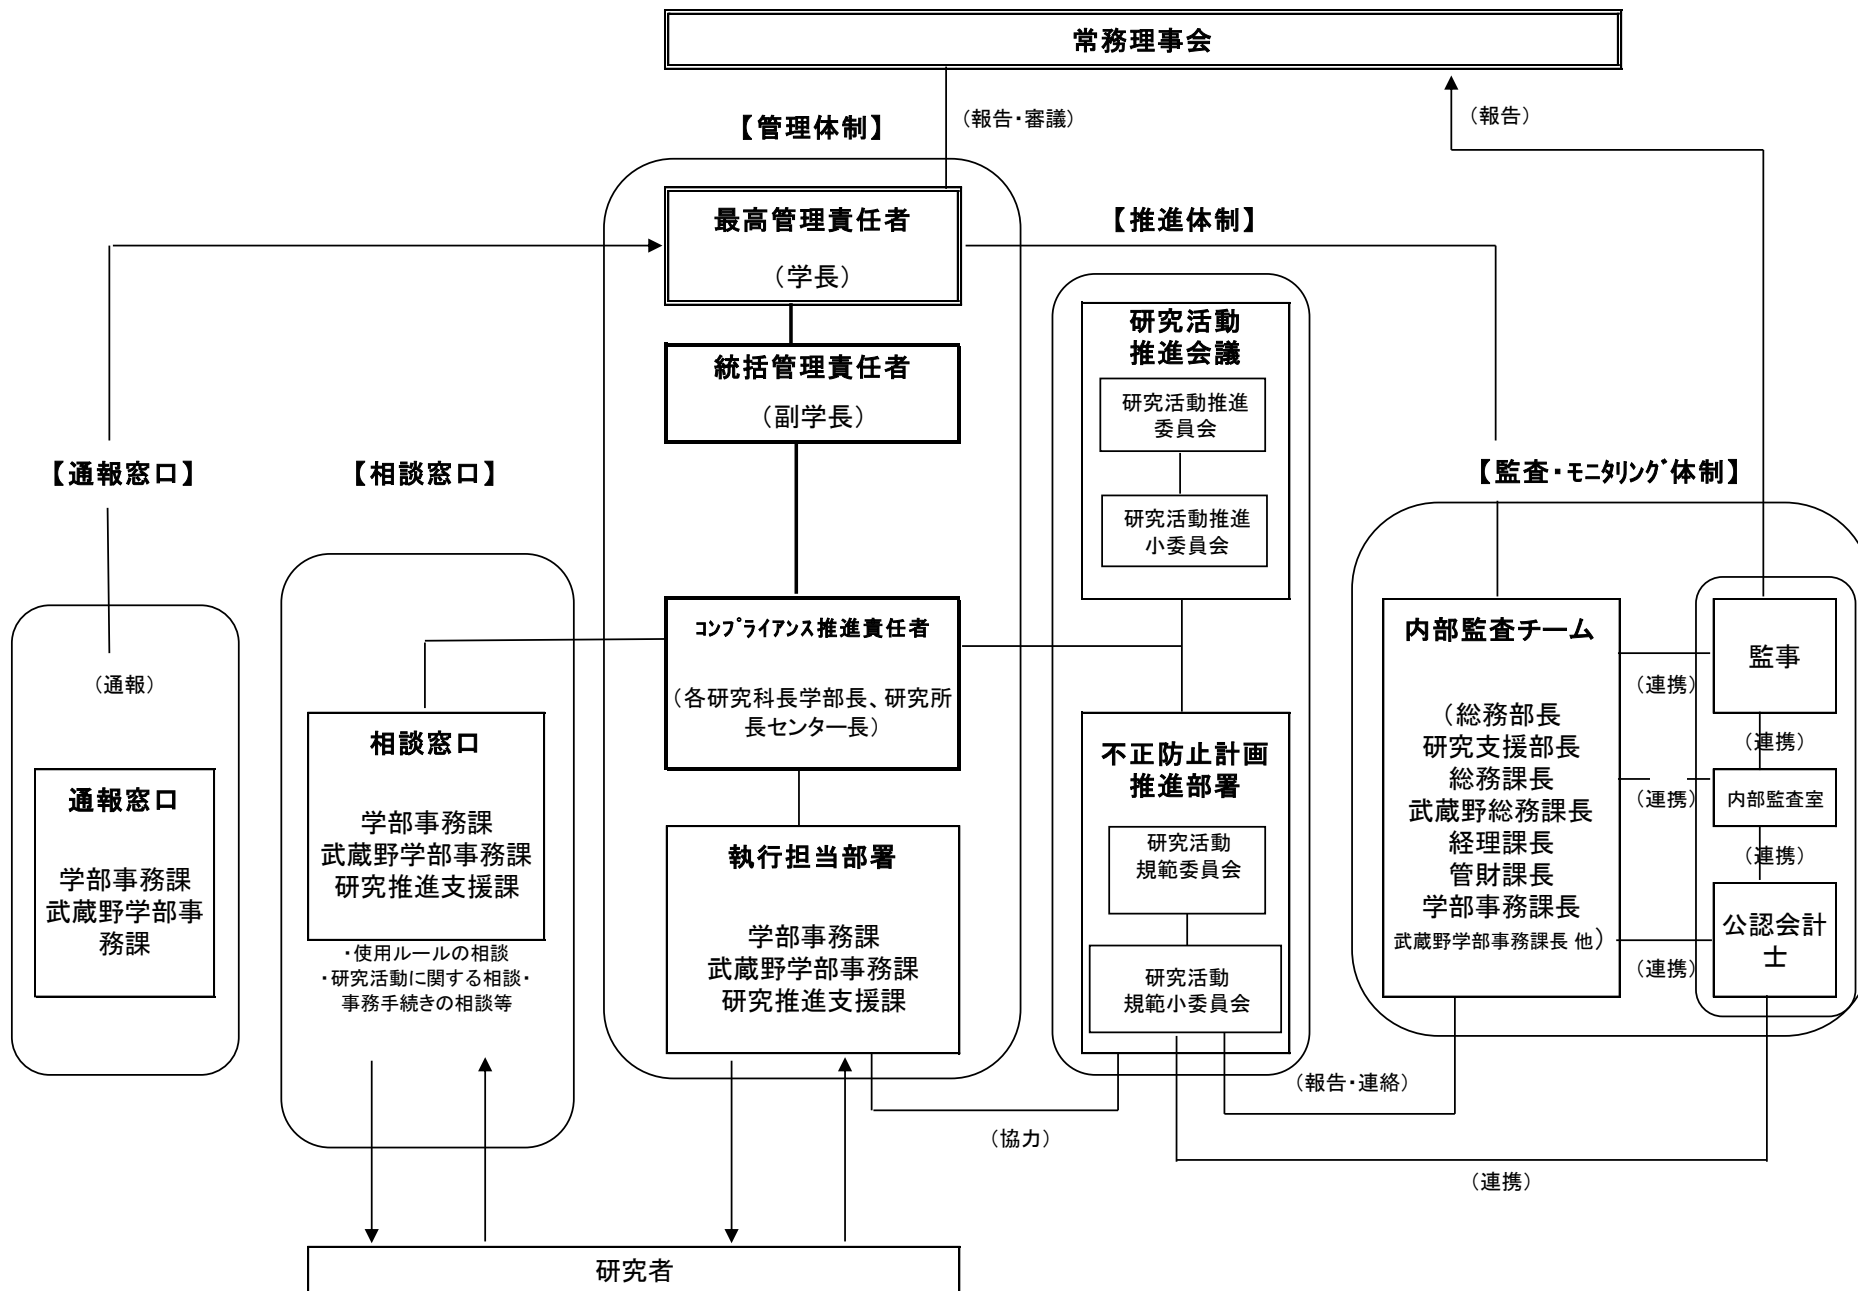 常務理事会
（報告・審議）
（報告）
【管理体制】
最高管理責任者
（学長）
【推進体制】
統括管理責任者
（副学長）
研究活動
推進会議
研究活動推進
委員会
研究活動推進
小委員会
【通報窓口】
【相談窓口】
【監査・ﾓﾆﾀﾘﾝｸﾞ体制】
（通報）
通報窓口
学部事務課
武蔵野学部事
務課
相談窓口
学部事務課
武蔵野学部事務課
研究推進支援課
・使用ルールの相談
・研究活動に関する相談・
事務手続きの相談等
ｺﾝﾌﾟﾗｲｱﾝｽ推進責任者
（各研究科長学部長、研究所
長センター長）
執行担当部署
学部事務課
武蔵野学部事務課
研究推進支援課
不正防止計画
推進部署
研究活動
規範委員会
研究活動
規範小委員会
内部監査チーム
（総務部長
研究支援部長
総務課長
武蔵野総務課長
経理課長
管財課長
学部事務課長
武蔵野学部事務課長 他）
（連携）
（連携）
（連携）
監事
（連携）
内部監査室
（連携）
公認会計
士
（報告・連絡）
（協力）
（連携）
研究者